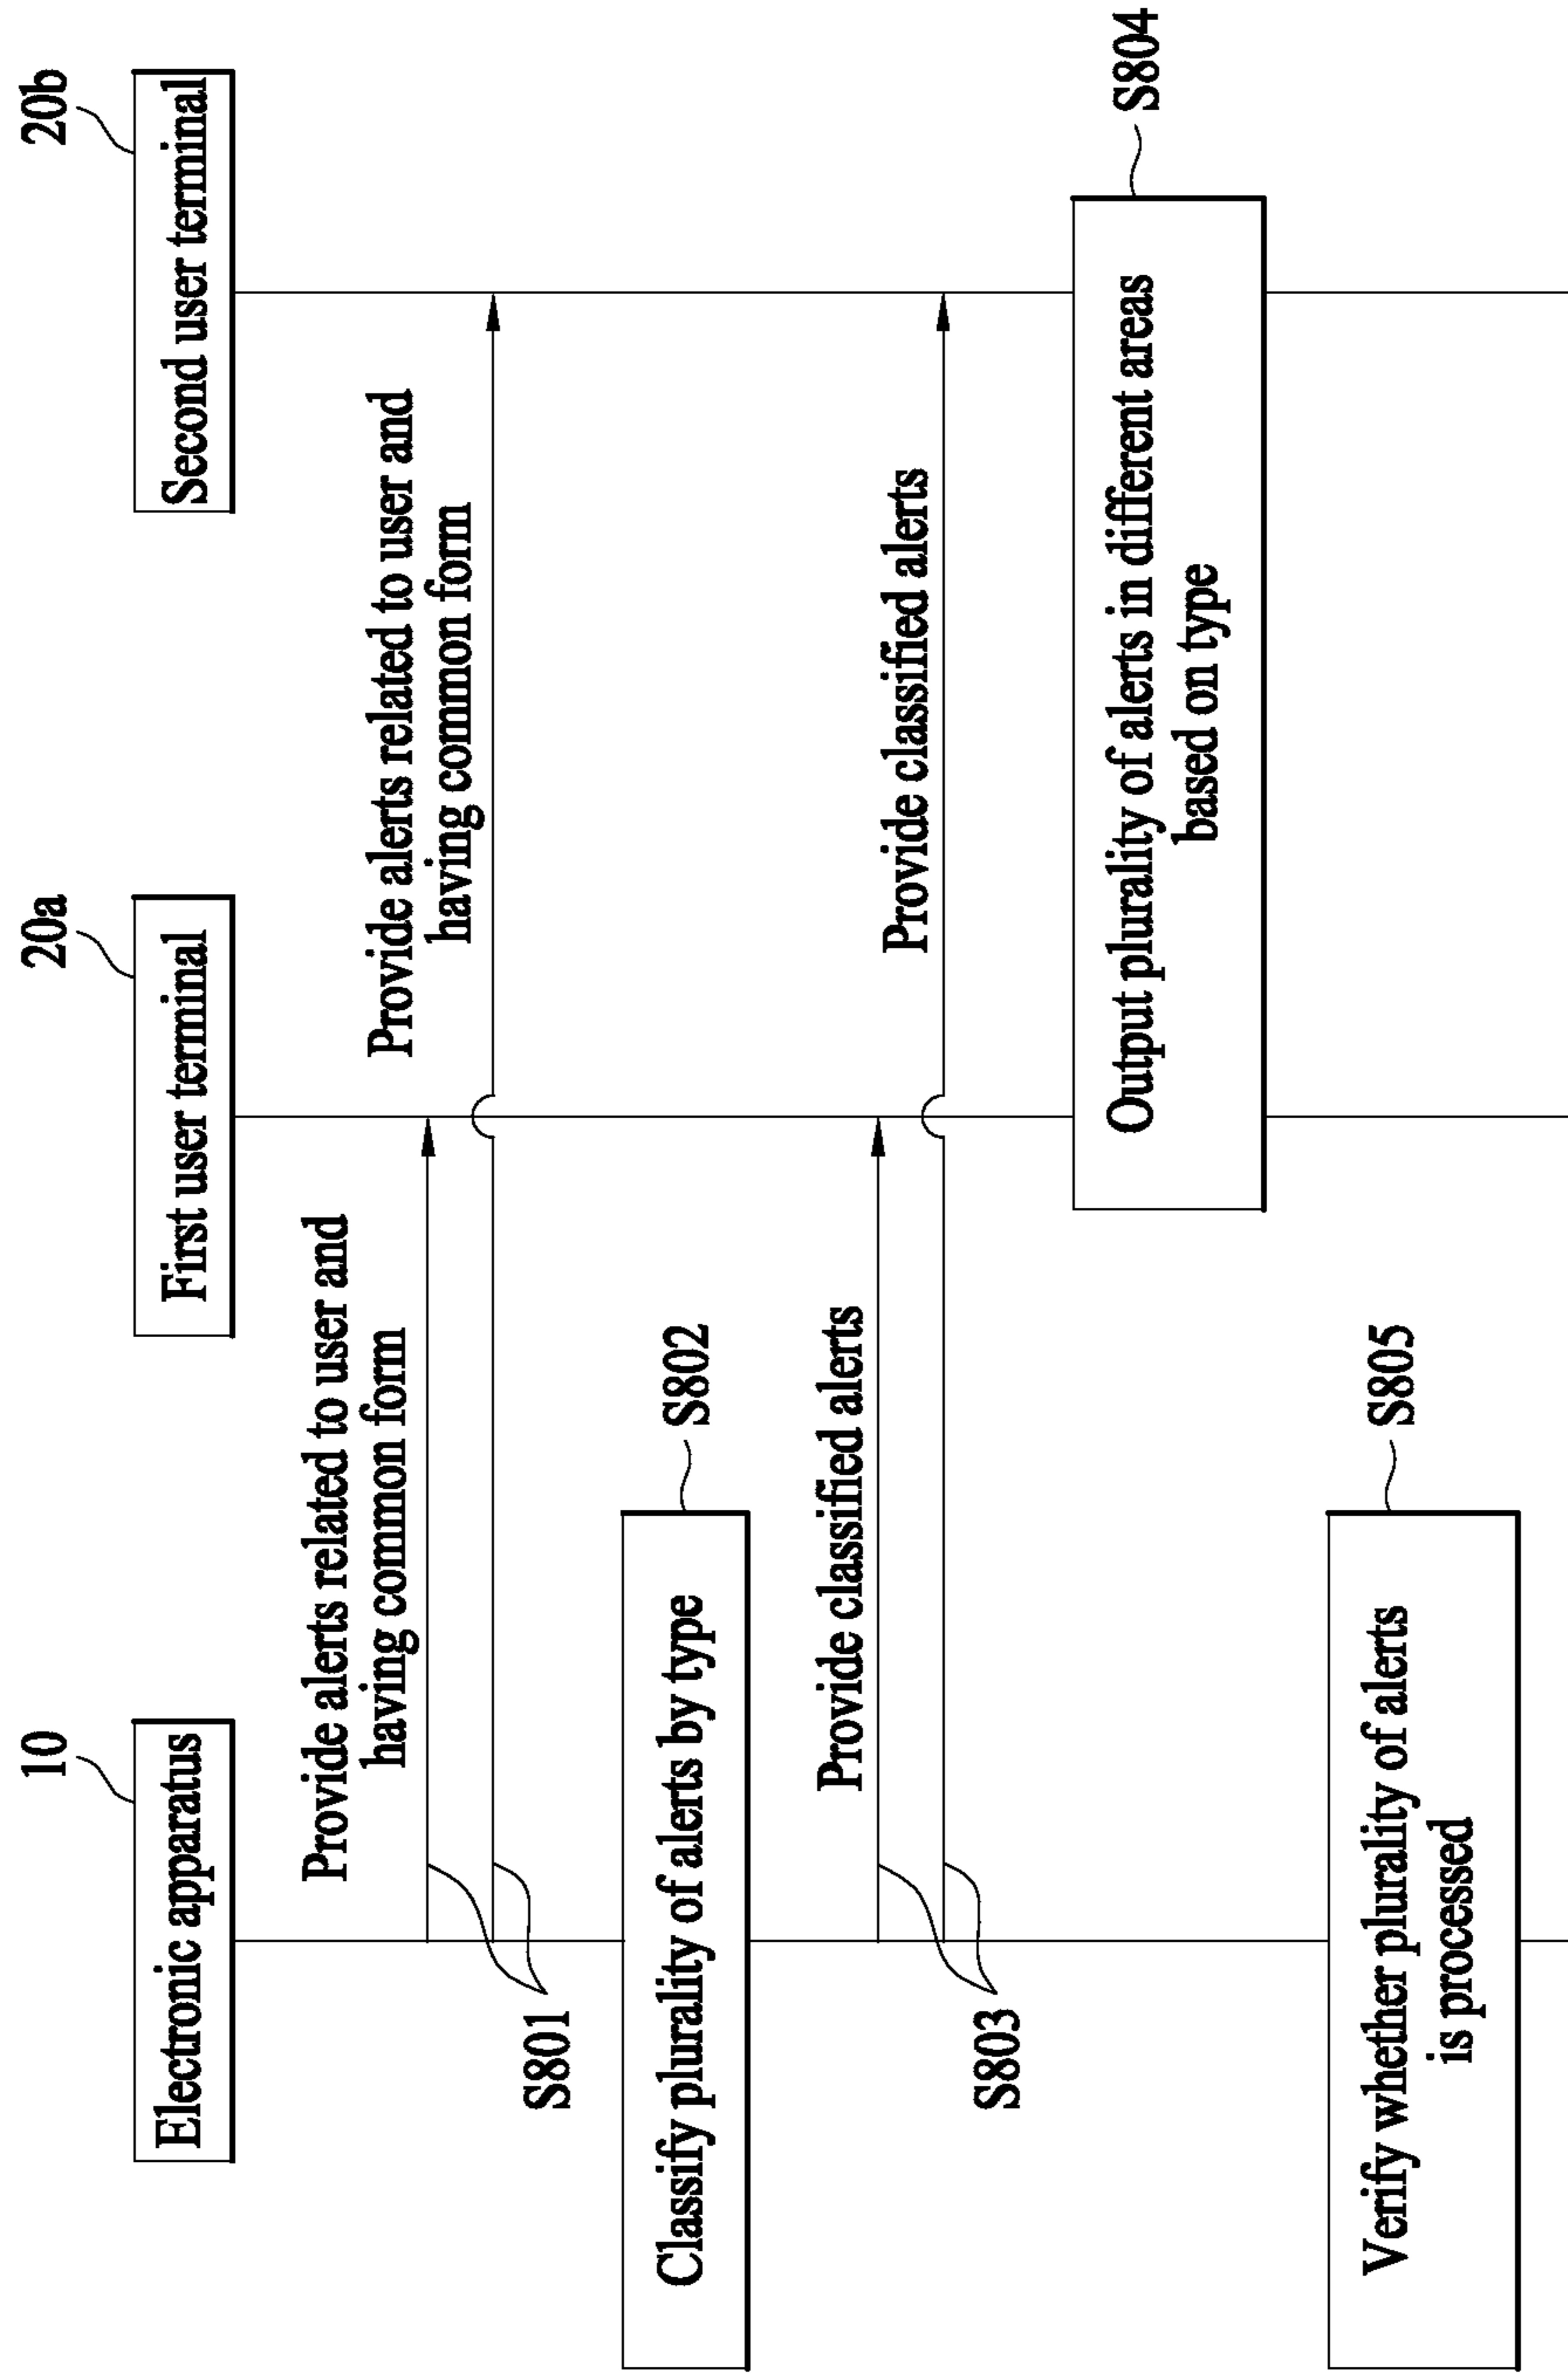 10
Electronic apparatus
20a
First user terminal
20b
Second user terminal
Provide alerts related to user and
having common form
Provide alerts related to user and
having common form
S801
Classify plurality of alerts by type
S802
Provide classified alerts
Provide classified alerts
S803
Output plurality of alerts in different areas
based on type
S804
Verify whether plurality of alerts
is processed
S805